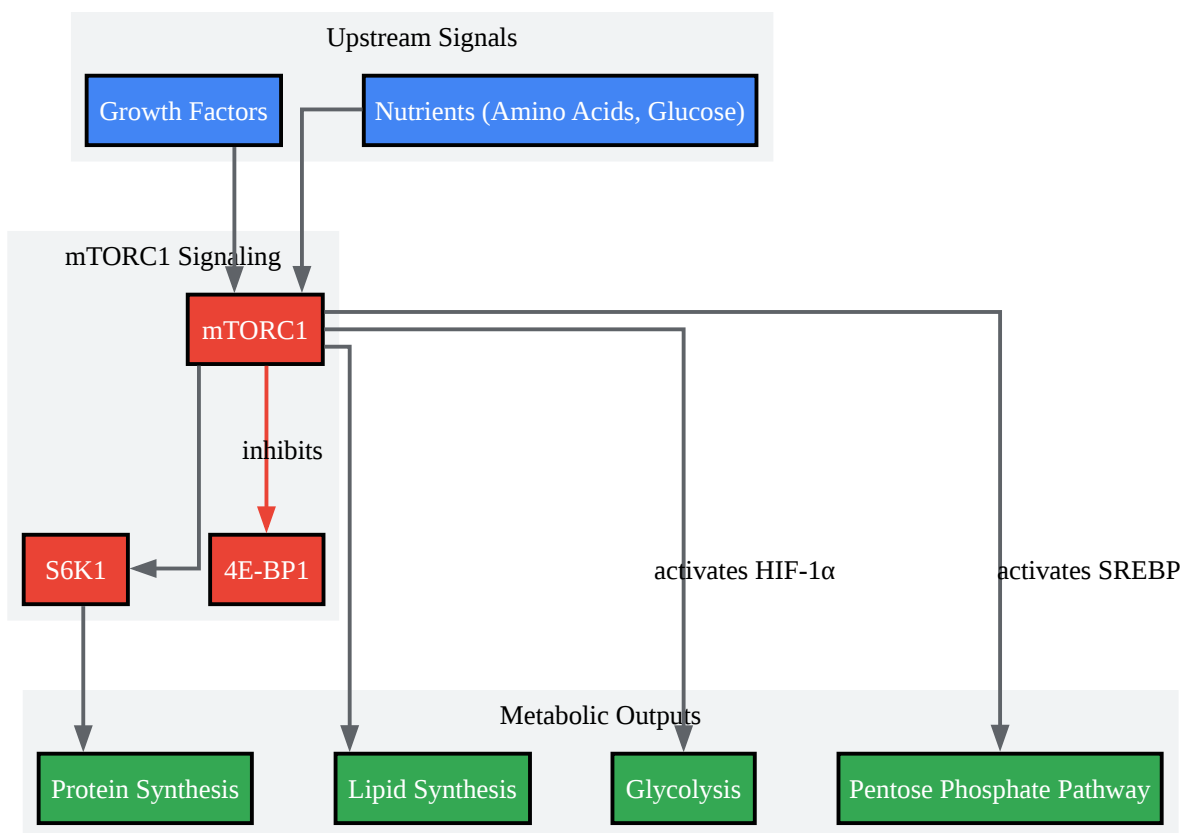 Upstream Signals
Growth Factors
Nutrients (Amino Acids, Glucose)
mTORC1 Signaling
mTORC1
inhibits
S6K1
4E-BP1
activates HIF-1α
activates SREBP
Metabolic Outputs
Protein Synthesis
Lipid Synthesis
Glycolysis
Pentose Phosphate Pathway